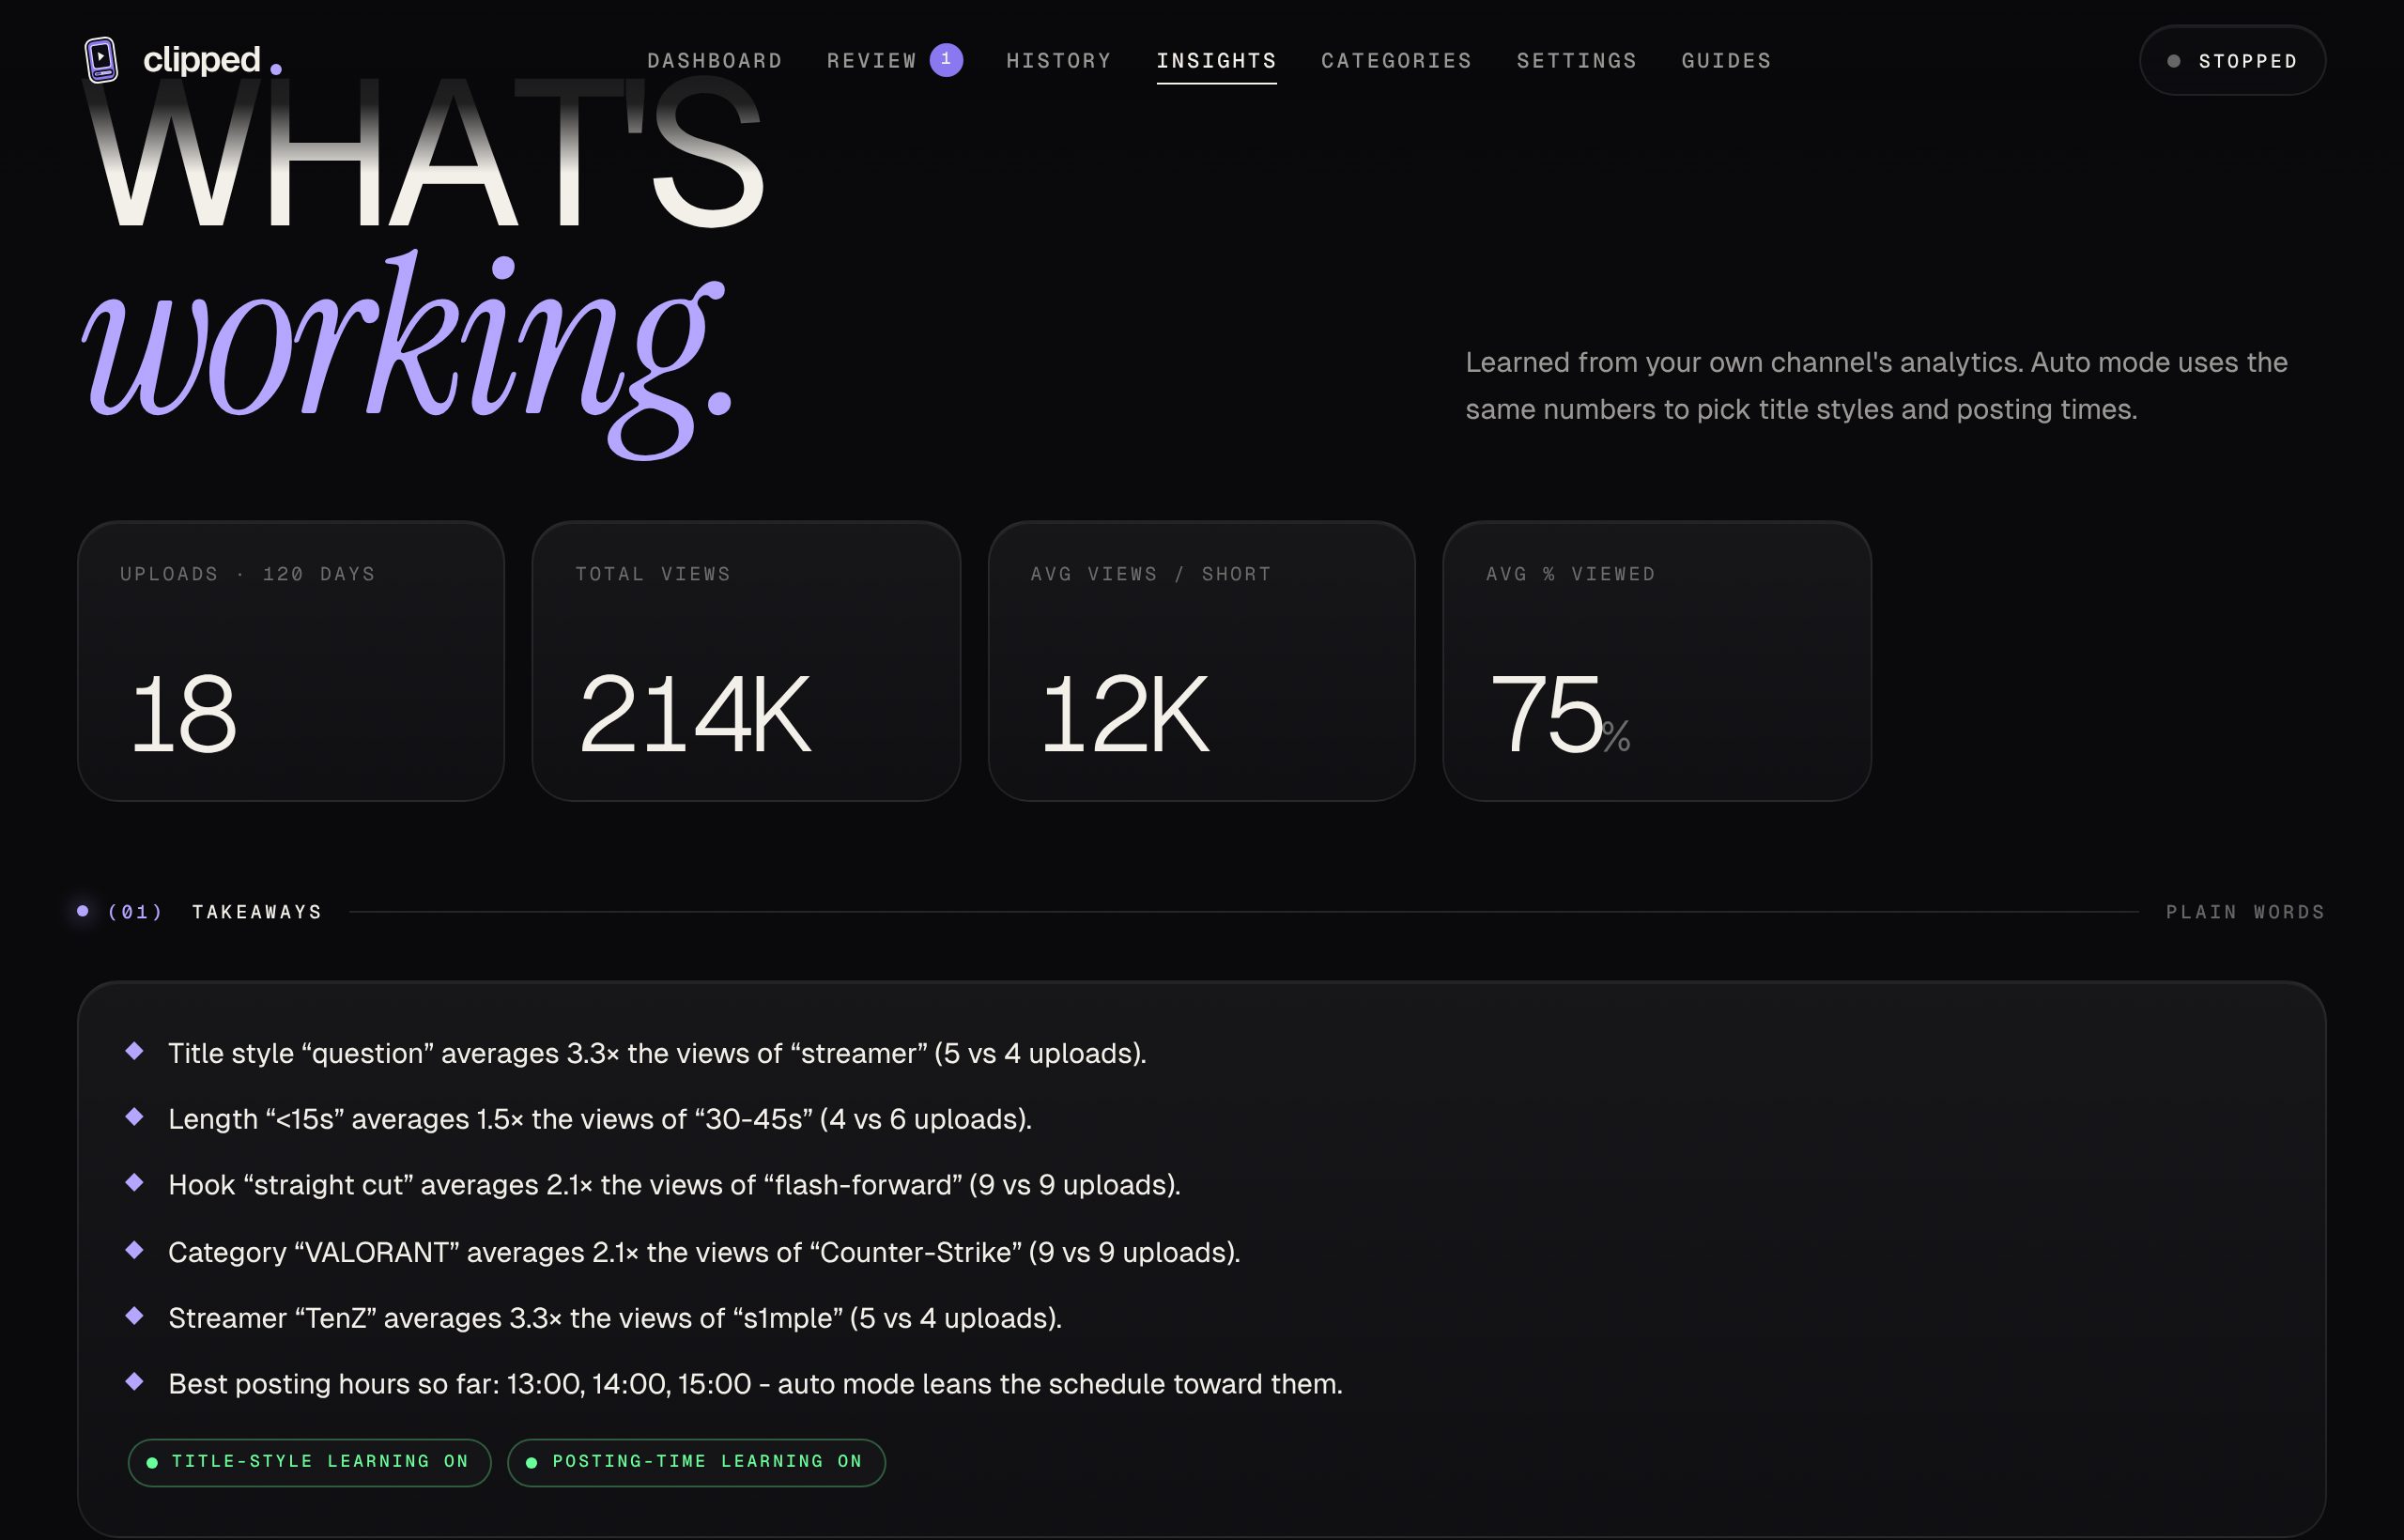 clipped.
DASHBOARD
REVIEW 1
HISTORY
INSIGHTS
CATEGORIES
SETTINGS
GUIDES
STOPPED
WHAT'S
working.
Learned from your own channel's analytics. Auto mode uses the
same numbers to pick title styles and posting times.
UPLOADS · 120 DAYS
18
TOTAL VIEWS
214K
AVG VIEWS / SHORT
12K
AVG % VIEWED
75%
(01) TAKEAWAYS
PLAIN WORDS
Title style “question” averages 3.3× the views of “streamer” (5 vs 4 uploads).
Length “<15s” averages 1.5× the views of “30-45s” (4 vs 6 uploads).
Hook “straight cut” averages 2.1× the views of “flash-forward” (9 vs 9 uploads).
Category “VALORANT” averages 2.1× the views of “Counter-Strike” (9 vs 9 uploads).
Streamer “TenZ” averages 3.3× the views of “s1mple” (5 vs 4 uploads).
Best posting hours so far: 13:00, 14:00, 15:00 - auto mode leans the schedule toward them.
TITLE-STYLE LEARNING ON
POSTING-TIME LEARNING ON